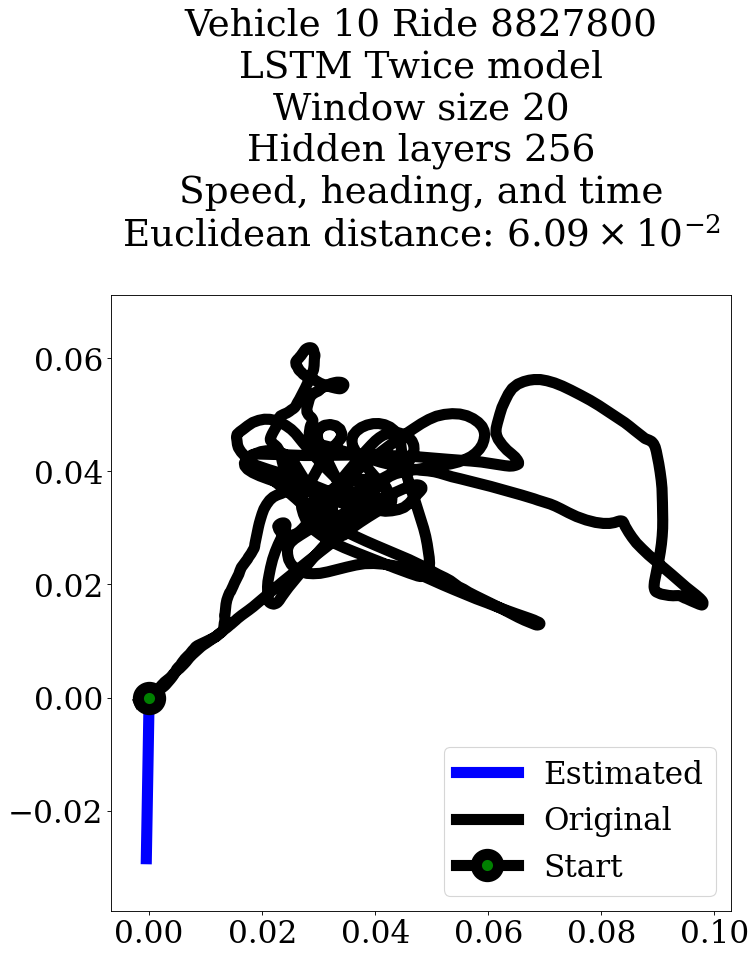 Vehicle 10 Ride 8827800
LSTM Twice model
Window size 20
Hidden layers 256
Speed, heading, and time
Euclidean distance: 6.09 × 10⁻²
0.06
0.04
0.02
0.00
−0.02
Estimated
Original
Start
0.00 0.02 0.04 0.06 0.08 0.10